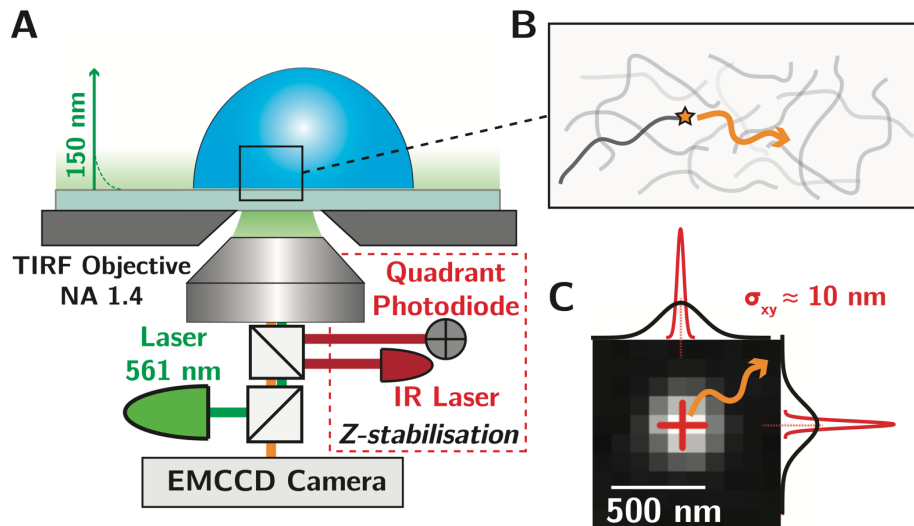 A
150 nm
TIRF Objective
NA 1.4
Quadrant
Photodiode
Laser
561 nm
IR Laser
Z-stabilisation
EMCCD Camera
B
C
σxy ≈ 10 nm
500 nm